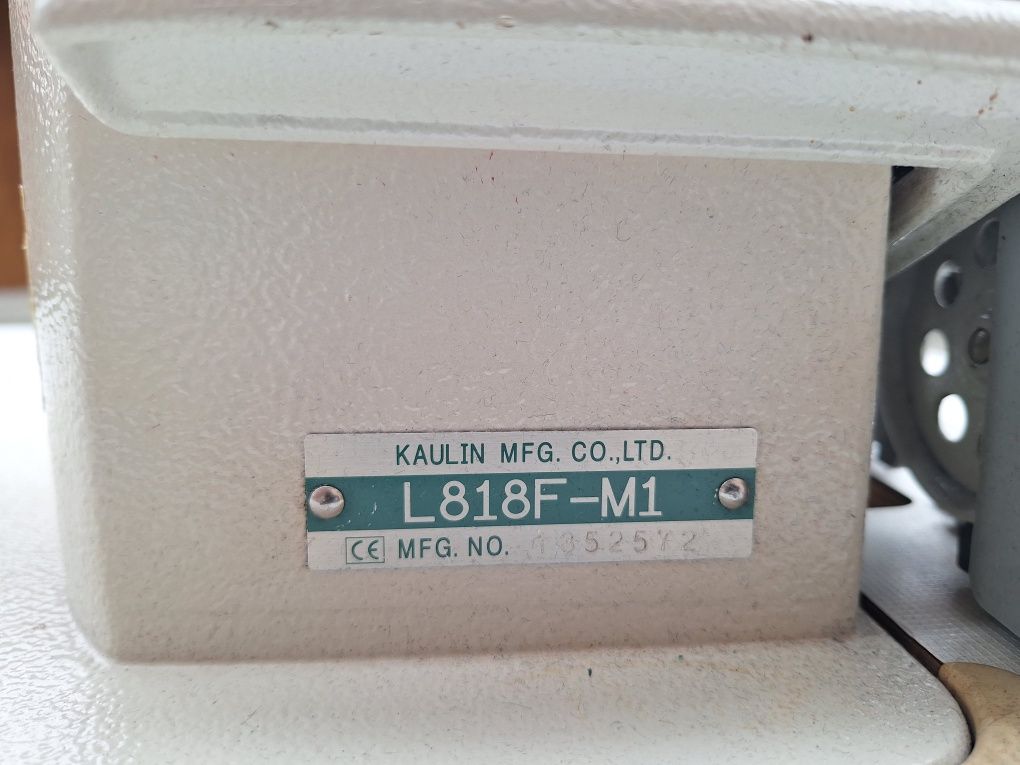 KAULIN MFG. CO.,LTD.
L818F-M1
CE MFG. NO.